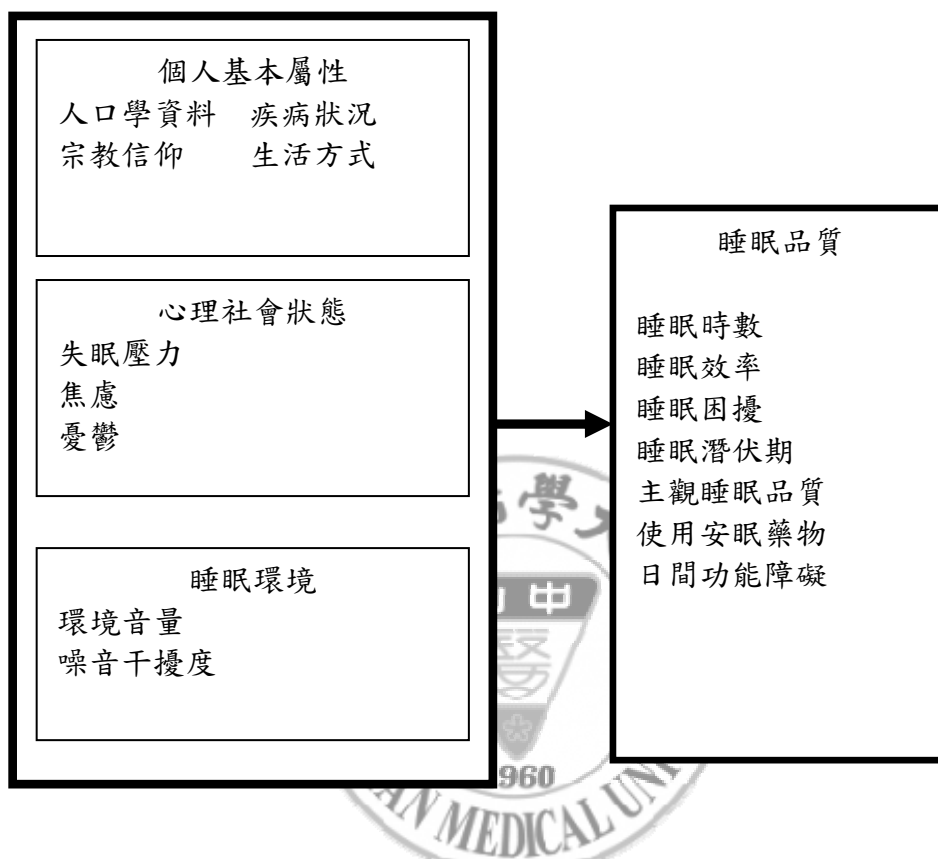 個人基本屬性
人口學資料 疾病狀況
宗教信仰 生活方式
心理社會狀態
失眠壓力
焦慮
憂鬱
睡眠環境
環境音量
噪音干擾度
睡眠品質
睡眠時數
睡眠效率
睡眠困擾
睡眠潛伏期
主觀睡眠品質
使用安眠藥物
日間功能障礙
學
中
醫
960
MEDICAL